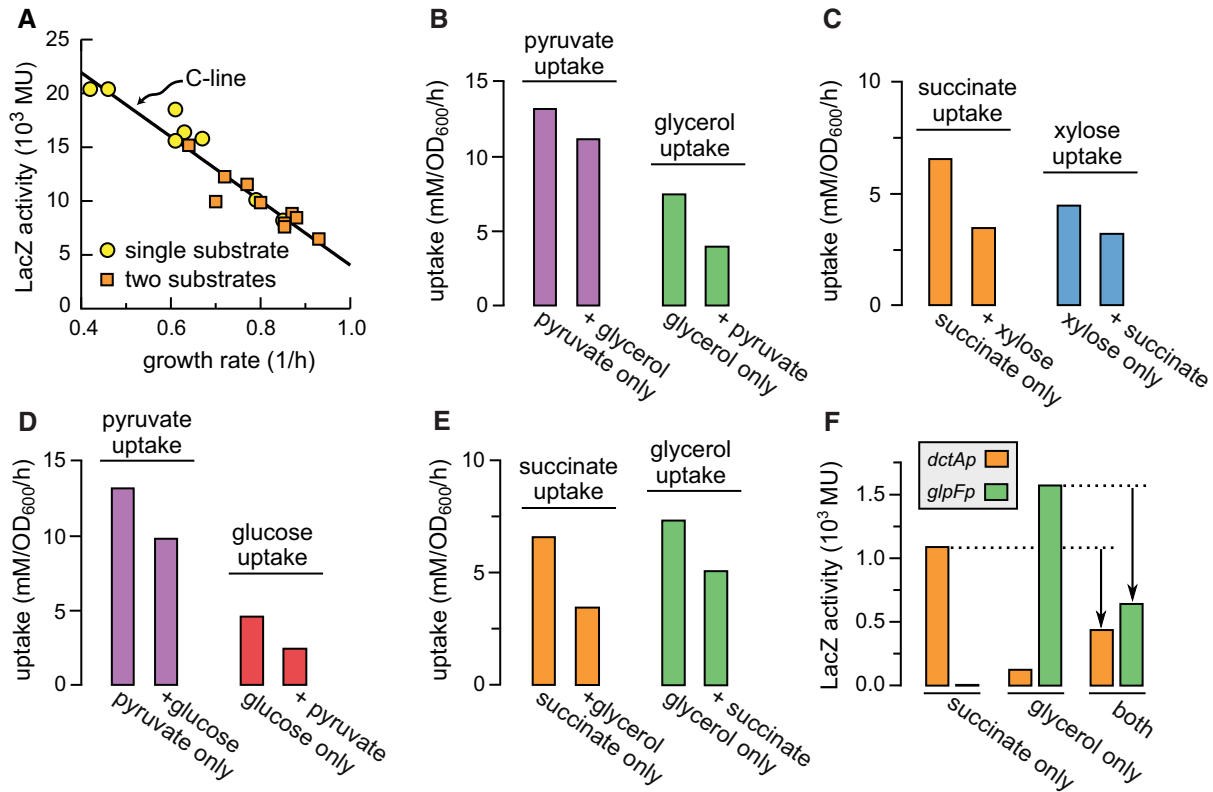 A
LacZ activity (10³ MU)
25
20
15
10
5
0
C-line
single substrate
two substrates
0.4
0.6
0.8
1.0
growth rate (1/h)
B
uptake (mM/OD₆₀₀/h)
15
10
5
0
pyruvate
uptake
glycerol
uptake
pyruvate only
+ glycerol
glycerol only
+ pyruvate
C
uptake (mM/OD₆₀₀/h)
10
5
0
succinate
uptake
xylose
uptake
succinate only
+ xylose
xylose only
+ succinate
D
uptake (mM/OD₆₀₀/h)
15
10
5
0
pyruvate
uptake
glucose
uptake
pyruvate only
+glucose
glucose only
+ pyruvate
E
uptake (mM/OD₆₀₀/h)
10
5
0
succinate
uptake
glycerol
uptake
succinate only
+glycerol
glycerol only
+ succinate
F
LacZ activity (10³ MU)
dctAp
glpFp
1.5
1.0
0.5
0.0
succinate only
glycerol only
both